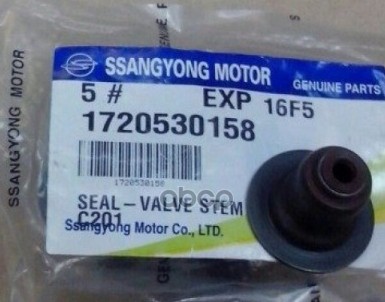 SSANGYONG MOTOR
GENUINE PARTS
5 # EXP 16F5
1720530158
1720530158
SEAL-VALVE STEM
C201
Ssangyong Motor Co., LTD.
SSANGYONG MOTOR